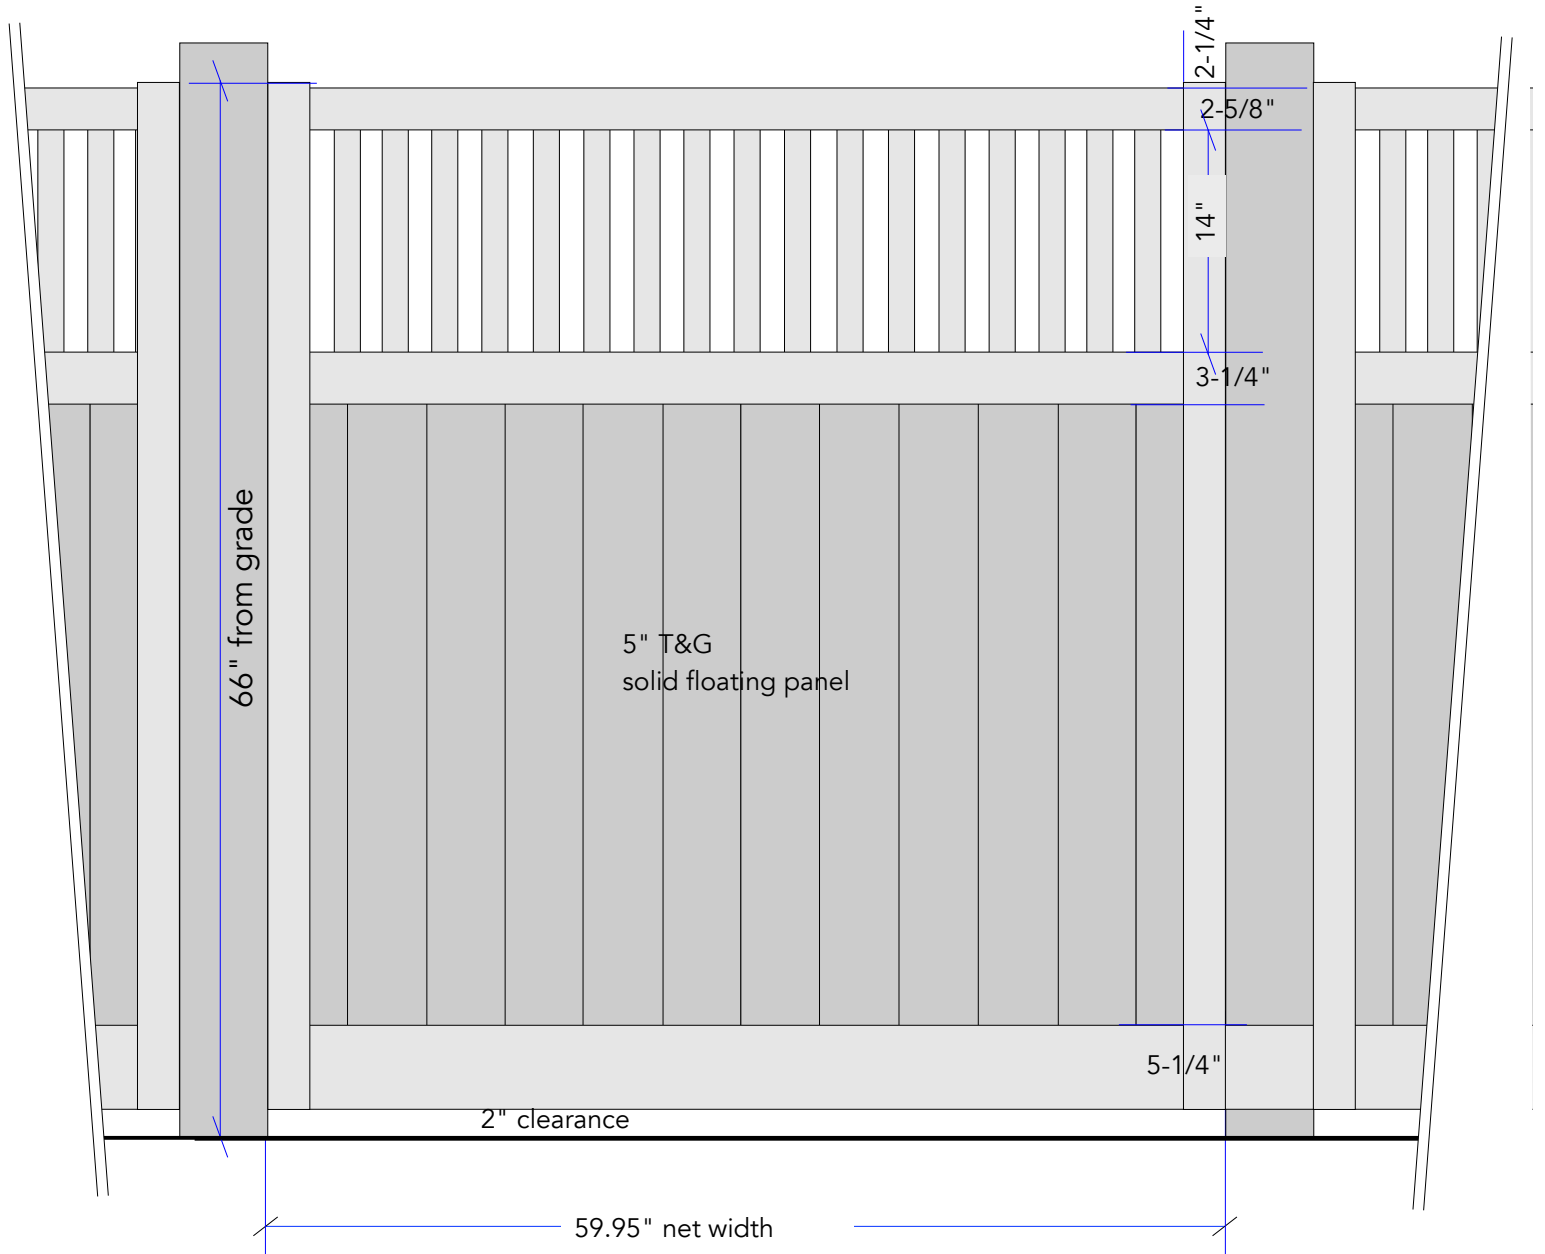 2-1/4"
2-5/8"
14"
3-1/4"
66" from grade
5" T&G
solid floating panel
5-1/4"
2" clearance
59.95" net width